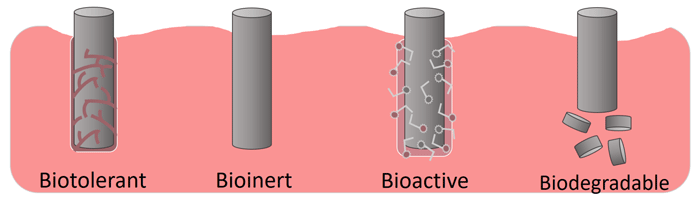 Biotolerant
Bioinert
Bioactive
Biodegradable